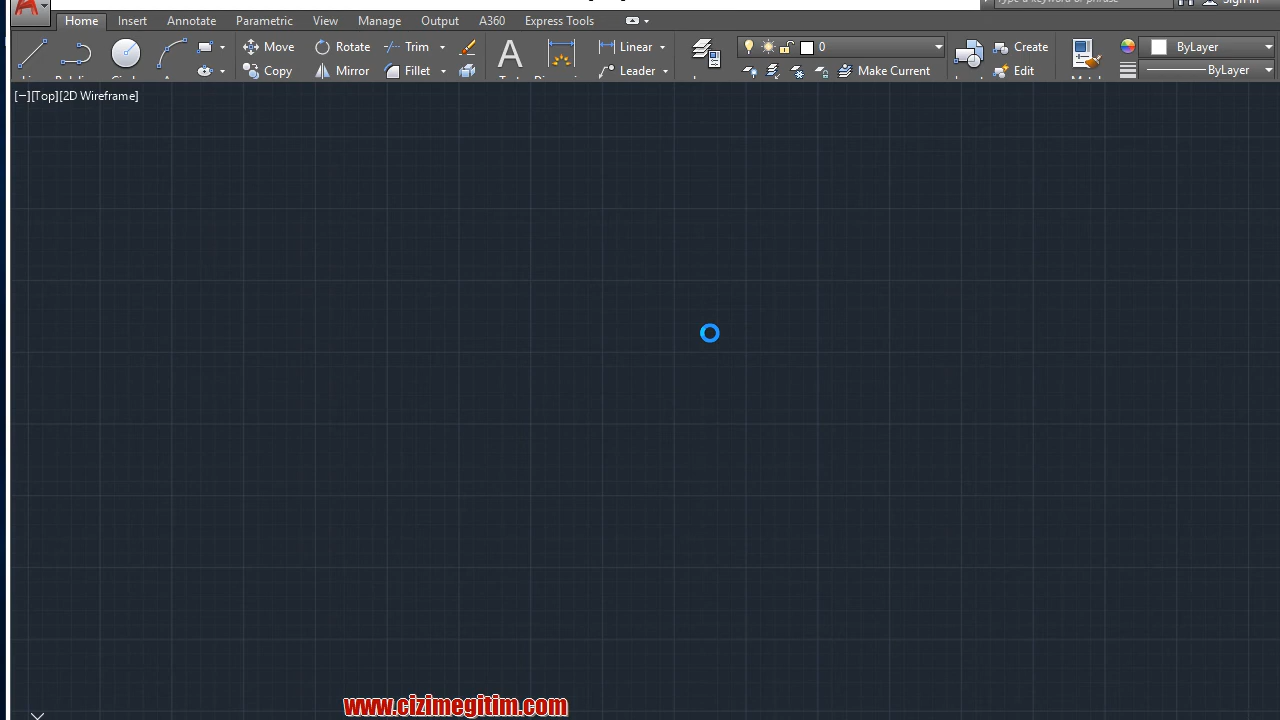 Home Insert Annotate Parametric View Manage Output A360 Express Tools
Move Rotate Trim Linear 0 Create ByLayer
Copy Mirror Fillet Leader Make Current Edit ByLayer
[−][Top][2D Wireframe]
www.cizimegitim.com